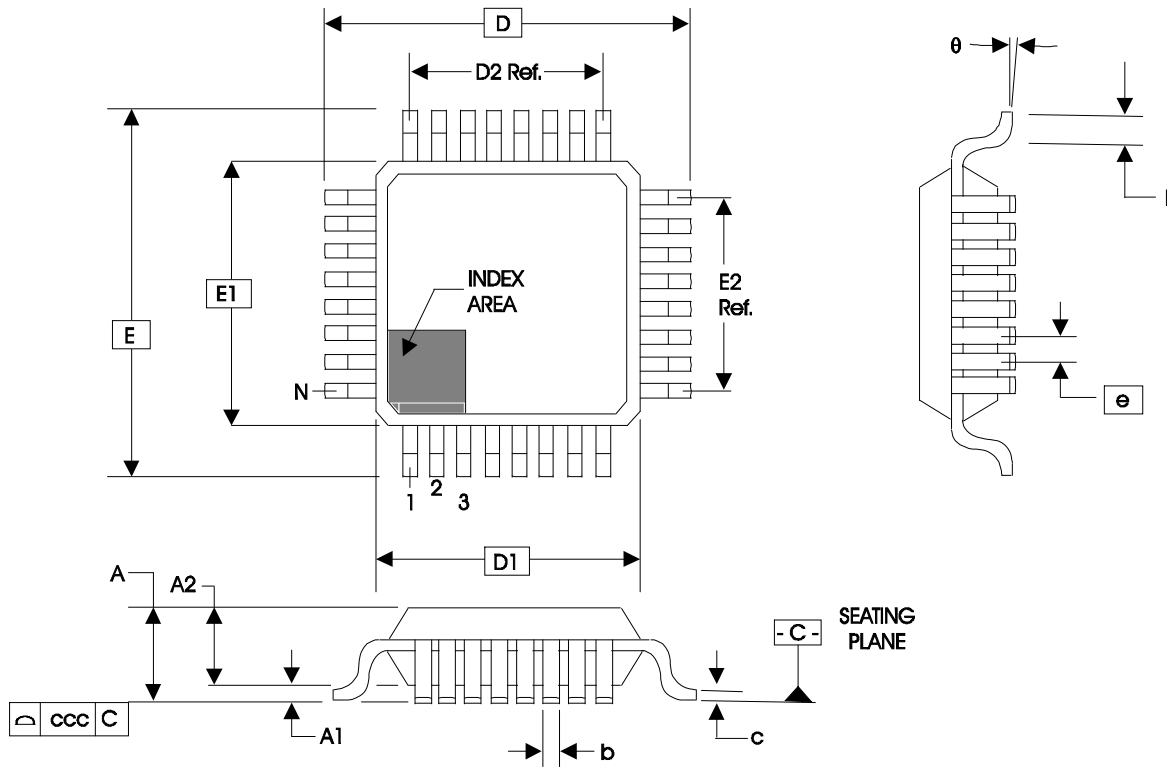 D
D2 Ref.
θ
E1
E
INDEX
AREA
E2
Ref.
N
1
2
3
e
D1
A
A2
-C-
SEATING
PLANE
ccc C
A1
b
c